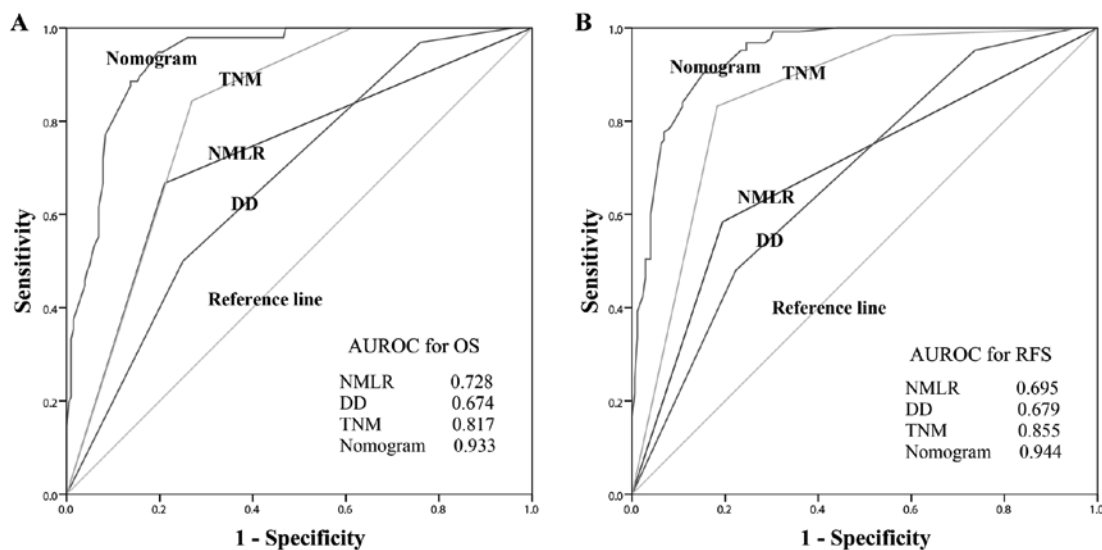 A
Sensitivity
1.0
0.8
0.6
0.4
0.2
0.0
Nomogram
TNM
NMLR
DD
Reference line
AUROC for OS
NMLR 0.728
DD 0.674
TNM 0.817
Nomogram 0.933
0.0 0.2 0.4 0.6 0.8 1.0
1 - Specificity
B
Sensitivity
1.0
0.8
0.6
0.4
0.2
0.0
Nomogram
TNM
NMLR
DD
Reference line
AUROC for RFS
NMLR 0.695
DD 0.679
TNM 0.855
Nomogram 0.944
0.0 0.2 0.4 0.6 0.8 1.0
1 - Specificity